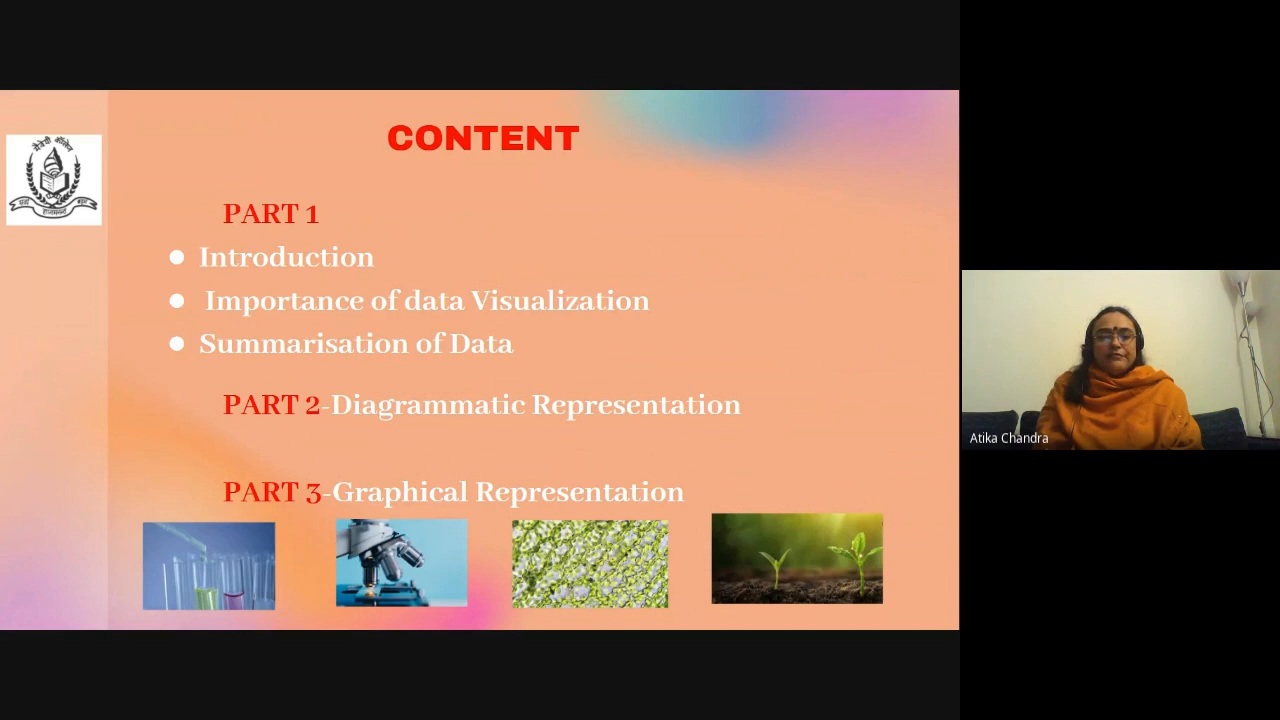 CONTENT
PART 1
● Introduction
● Importance of data Visualization
● Summarisation of Data
PART 2-Diagrammatic Representation
PART 3-Graphical Representation
Atika Chandra